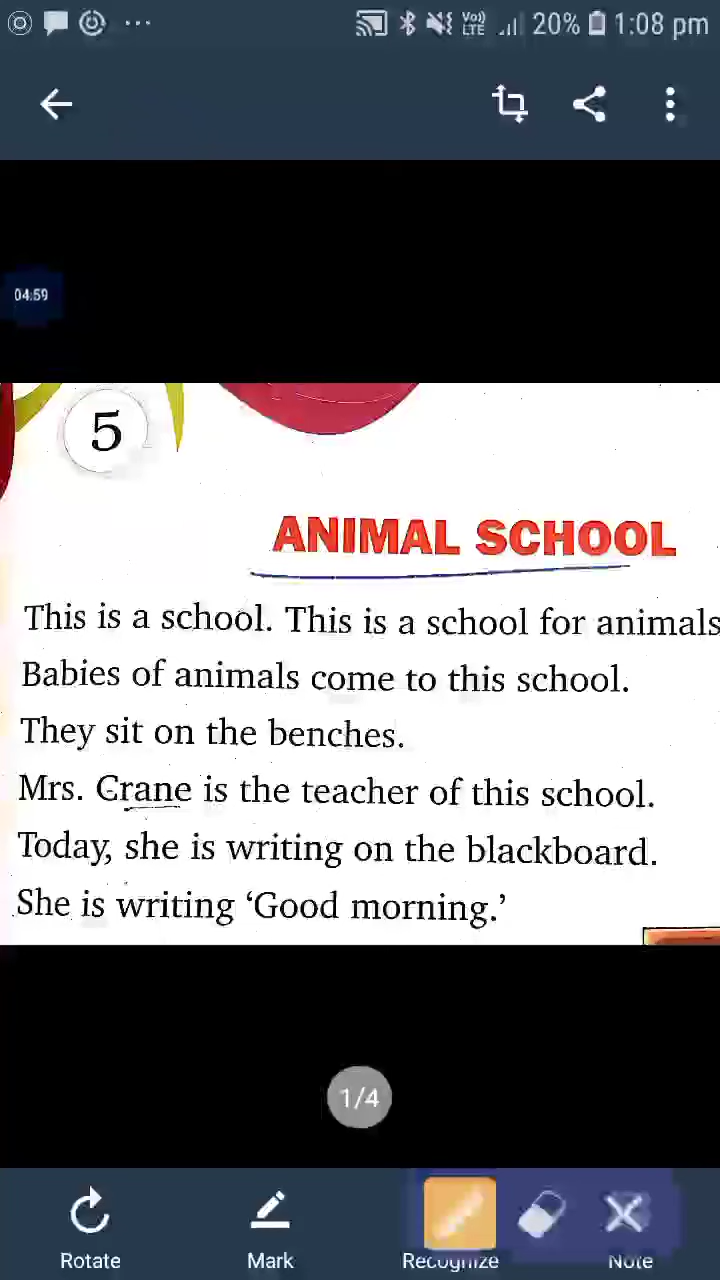 20% 1:08 pm
04:59
5
ANIMAL SCHOOL
This is a school. This is a school for animals
Babies of animals come to this school.
They sit on the benches.
Mrs. Crane is the teacher of this school.
Today, she is writing on the blackboard.
She is writing ‘Good morning.’
1/4
Rotate Mark Recognize Note